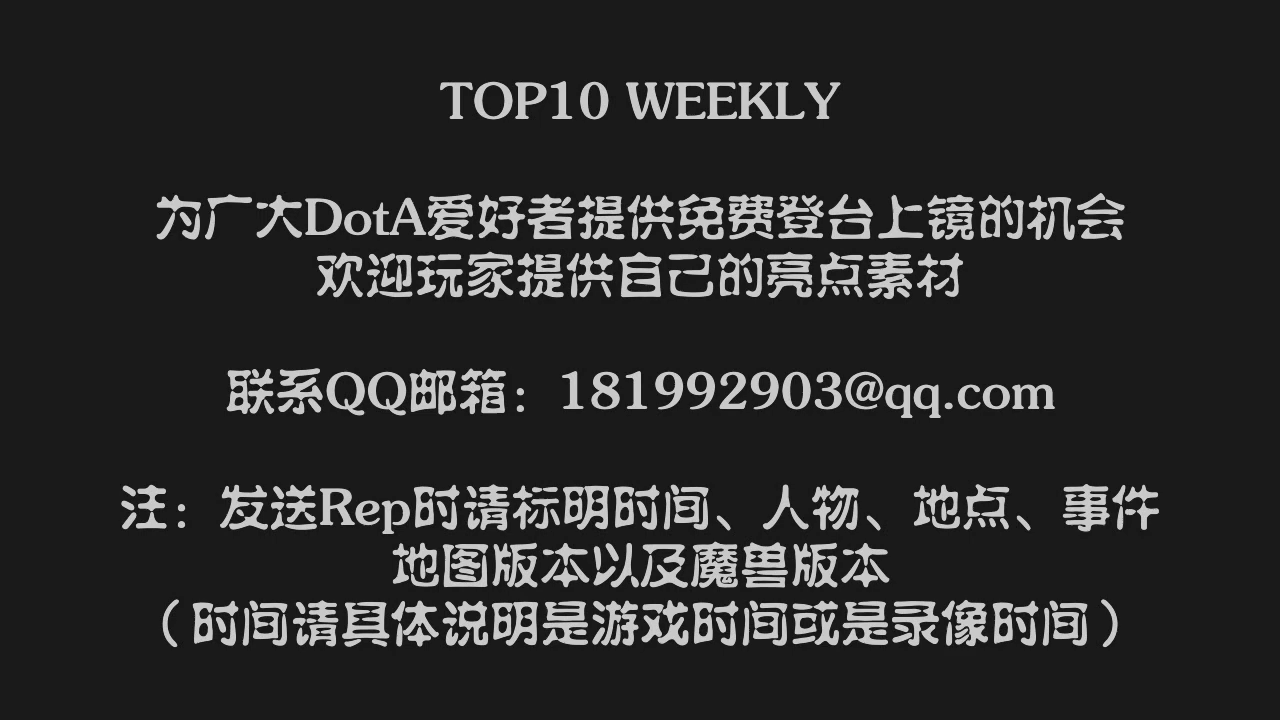 TOP10 WEEKLY
为广大DotA爱好者提供免费登台上镜的机会
欢迎玩家提供自己的亮点素材
联系QQ邮箱：181992903@qq.com
注：发送Rep时请标明时间、人物、地点、事件
地图版本以及魔兽版本
（时间请具体说明是游戏时间或是录像时间）